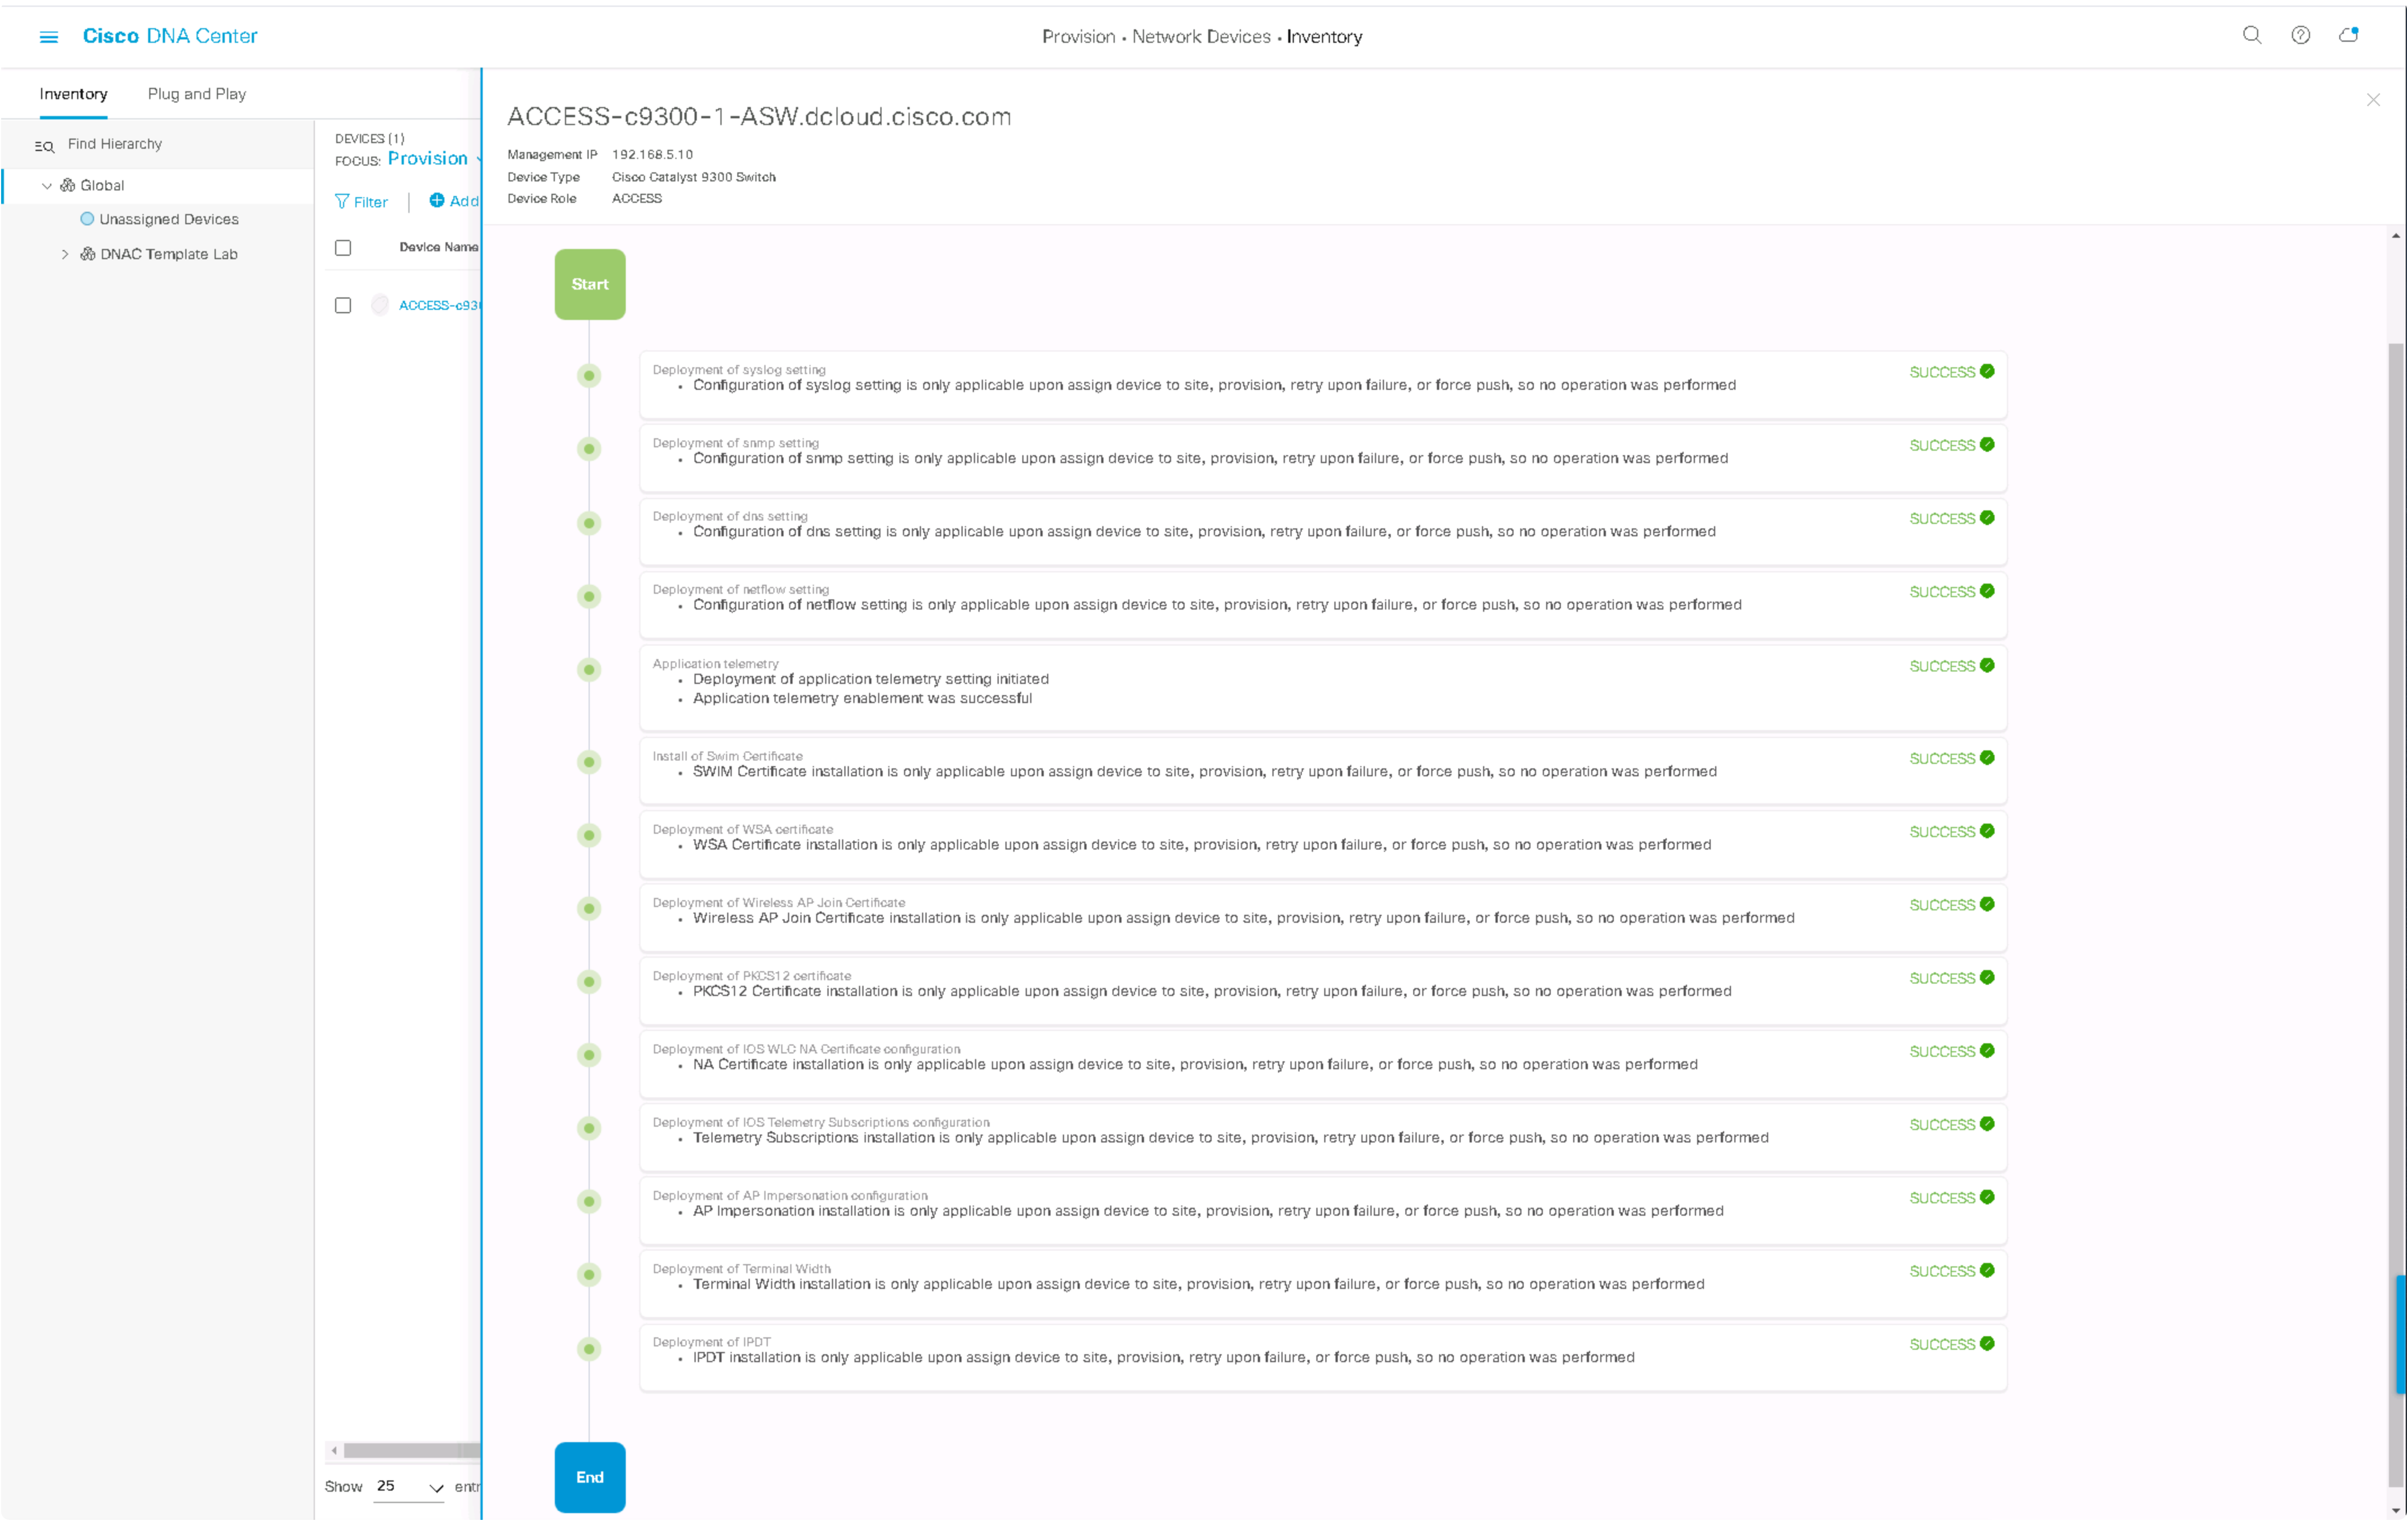 Cisco DNA Center
Provision • Network Devices • Inventory
Inventory
Plug and Play
Find Hierarchy
Global
Unassigned Devices
DNAC Template Lab
DEVICES (1)
FOCUS: Provision
Filter
Add
Device Name
ACCESS-c93
Show 25 entr
ACCESS-c9300-1-ASW.dcloud.cisco.com
Management IP 192.168.5.10
Device Type Cisco Catalyst 9300 Switch
Device Role ACCESS
Start
Deployment of syslog setting
• Configuration of syslog setting is only applicable upon assign device to site, provision, retry upon failure, or force push, so no operation was performed
SUCCESS
Deployment of snmp setting
• Configuration of snmp setting is only applicable upon assign device to site, provision, retry upon failure, or force push, so no operation was performed
SUCCESS
Deployment of dns setting
• Configuration of dns setting is only applicable upon assign device to site, provision, retry upon failure, or force push, so no operation was performed
SUCCESS
Deployment of netflow setting
• Configuration of netflow setting is only applicable upon assign device to site, provision, retry upon failure, or force push, so no operation was performed
SUCCESS
Application telemetry
• Deployment of application telemetry setting initiated
• Application telemetry enablement was successful
SUCCESS
Install of Swim Certificate
• SWIM Certificate installation is only applicable upon assign device to site, provision, retry upon failure, or force push, so no operation was performed
SUCCESS
Deployment of WSA certificate
• WSA Certificate installation is only applicable upon assign device to site, provision, retry upon failure, or force push, so no operation was performed
SUCCESS
Deployment of Wireless AP Join Certificate
• Wireless AP Join Certificate installation is only applicable upon assign device to site, provision, retry upon failure, or force push, so no operation was performed
SUCCESS
Deployment of PKCS12 certificate
• PKCS12 Certificate installation is only applicable upon assign device to site, provision, retry upon failure, or force push, so no operation was performed
SUCCESS
Deployment of IOS WLC NA Certificate configuration
• NA Certificate installation is only applicable upon assign device to site, provision, retry upon failure, or force push, so no operation was performed
SUCCESS
Deployment of IOS Telemetry Subscriptions configuration
• Telemetry Subscriptions installation is only applicable upon assign device to site, provision, retry upon failure, or force push, so no operation was performed
SUCCESS
Deployment of AP Impersonation configuration
• AP Impersonation installation is only applicable upon assign device to site, provision, retry upon failure, or force push, so no operation was performed
SUCCESS
Deployment of Terminal Width
• Terminal Width installation is only applicable upon assign device to site, provision, retry upon failure, or force push, so no operation was performed
SUCCESS
Deployment of IPDT
• IPDT installation is only applicable upon assign device to site, provision, retry upon failure, or force push, so no operation was performed
SUCCESS
End